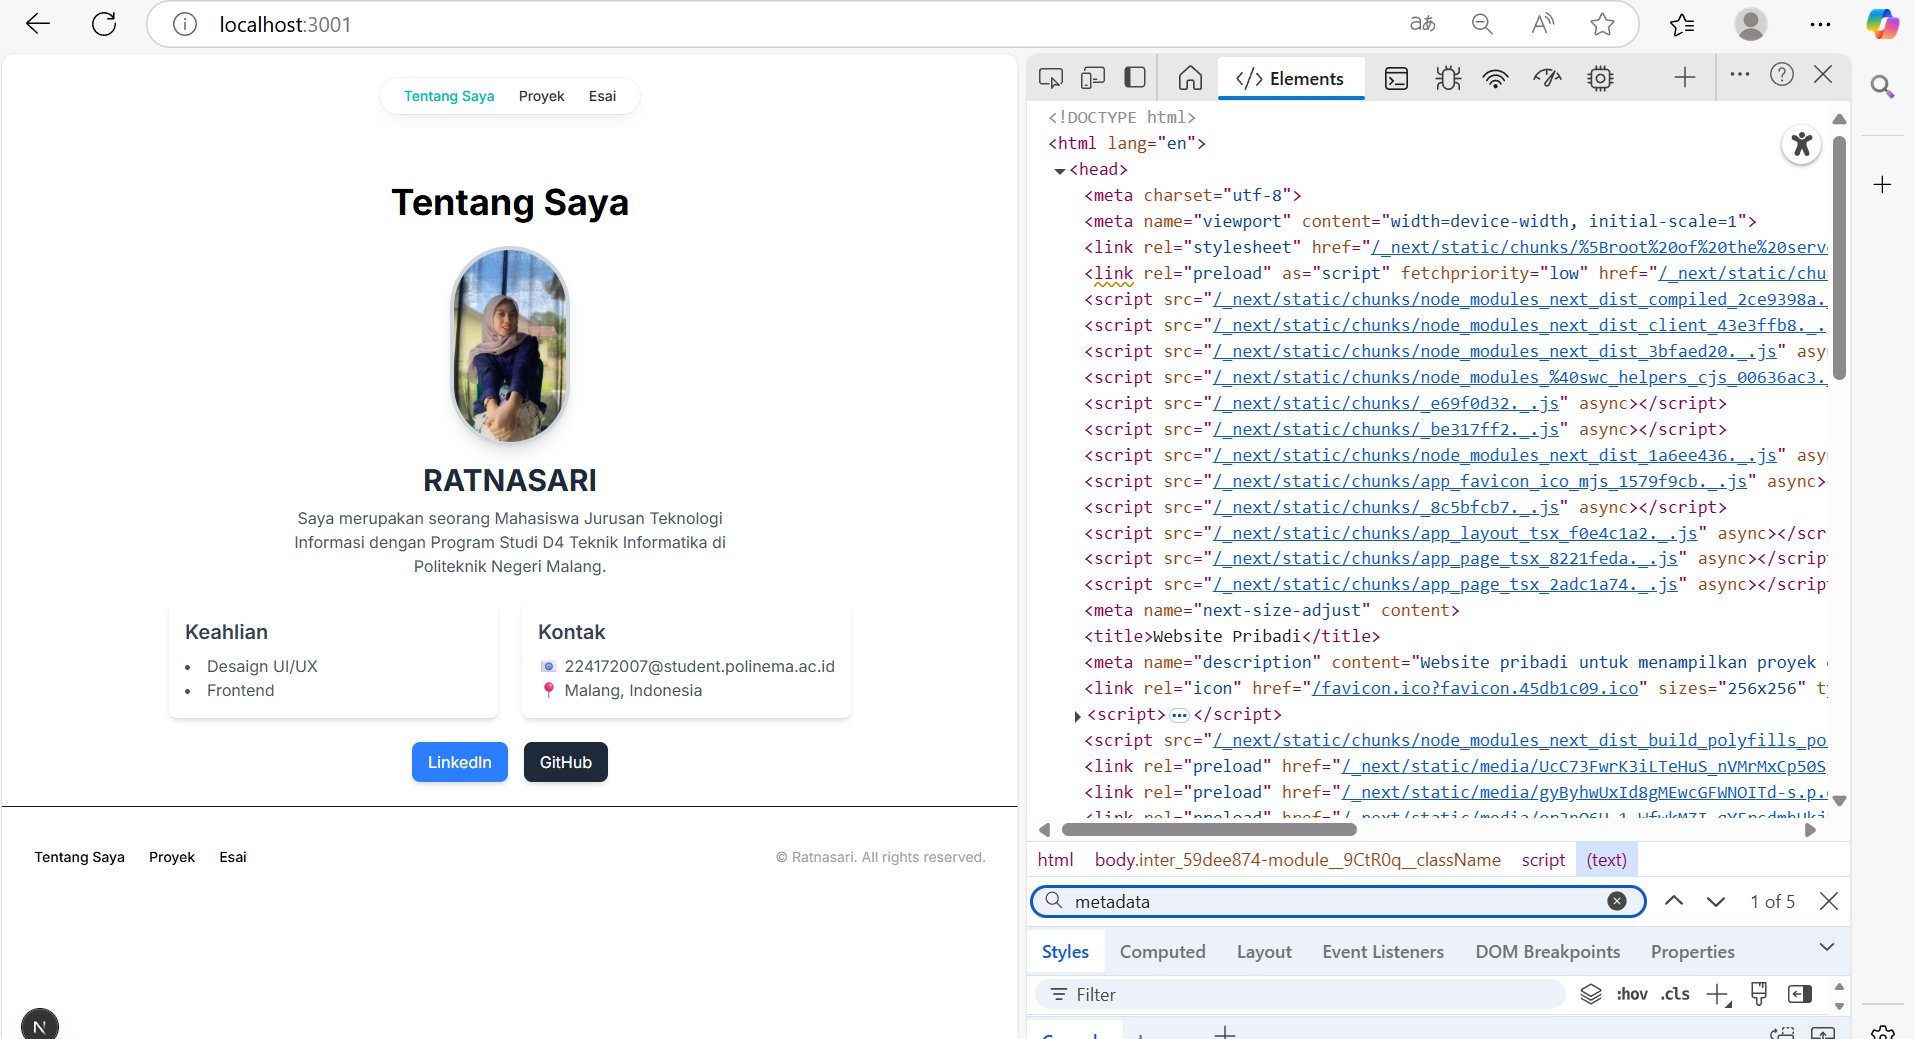 localhost:3001
Tentang Saya Proyek Esai
Tentang Saya
RATNASARI
Saya merupakan seorang Mahasiswa Jurusan Teknologi
Informasi dengan Program Studi D4 Teknik Informatika di
Politeknik Negeri Malang.
Keahlian
• Desaign UI/UX
• Frontend
Kontak
📧 224172007@student.polinema.ac.id
📍 Malang, Indonesia
LinkedIn GitHub
Tentang Saya Proyek Esai
© Ratnasari. All rights reserved.
N
</> Elements
<!DOCTYPE html>
<html lang="en">
<head>
<meta charset="utf-8">
<meta name="viewport" content="width=device-width, initial-scale=1">
<link rel="stylesheet" href="/_next/static/chunks/%5Broot%20of%20the%20serv
<link rel="preload" as="script" fetchpriority="low" href="/_next/static/chu
<script src="/_next/static/chunks/node_modules_next_dist_compiled_2ce9398a.
<script src="/_next/static/chunks/node_modules_next_dist_client_43e3ffb8._.
<script src="/_next/static/chunks/node_modules_next_dist_3bfaed20._.js" asy
<script src="/_next/static/chunks/node_modules_%40swc_helpers_cjs_00636ac3.
<script src="/_next/static/chunks/_e69f0d32._.js" async></script>
<script src="/_next/static/chunks/_be317ff2._.js" async></script>
<script src="/_next/static/chunks/node_modules_next_dist_1a6ee436._.js" asy
<script src="/_next/static/chunks/app_favicon_ico_mjs_1579f9cb._.js" async>
<script src="/_next/static/chunks/_8c5bfcb7._.js" async></script>
<script src="/_next/static/chunks/app_layout_tsx_f0e4c1a2._.js" async></scr
<script src="/_next/static/chunks/app_page_tsx_8221feda._.js" async></script
<script src="/_next/static/chunks/app_page_tsx_2adc1a74._.js" async></script
<meta name="next-size-adjust" content>
<title>Website Pribadi</title>
<meta name="description" content="Website pribadi untuk menampilkan proyek
<link rel="icon" href="/favicon.ico?favicon.45db1c09.ico" sizes="256x256" t
<script>…</script>
<script src="/_next/static/chunks/node_modules_next_dist_build_polyfills_po
<link rel="preload" href="/_next/static/media/UcC73FwrK3iLTeHuS_nVMrMxCp50S
<link rel="preload" href="/_next/static/media/gyByhwUxId8gMEwcGFWNOITd-s.p.
html body.inter_59dee874-module__9CtR0q__className script (text)
metadata 1 of 5
Styles Computed Layout Event Listeners DOM Breakpoints Properties
Filter :hov .cls